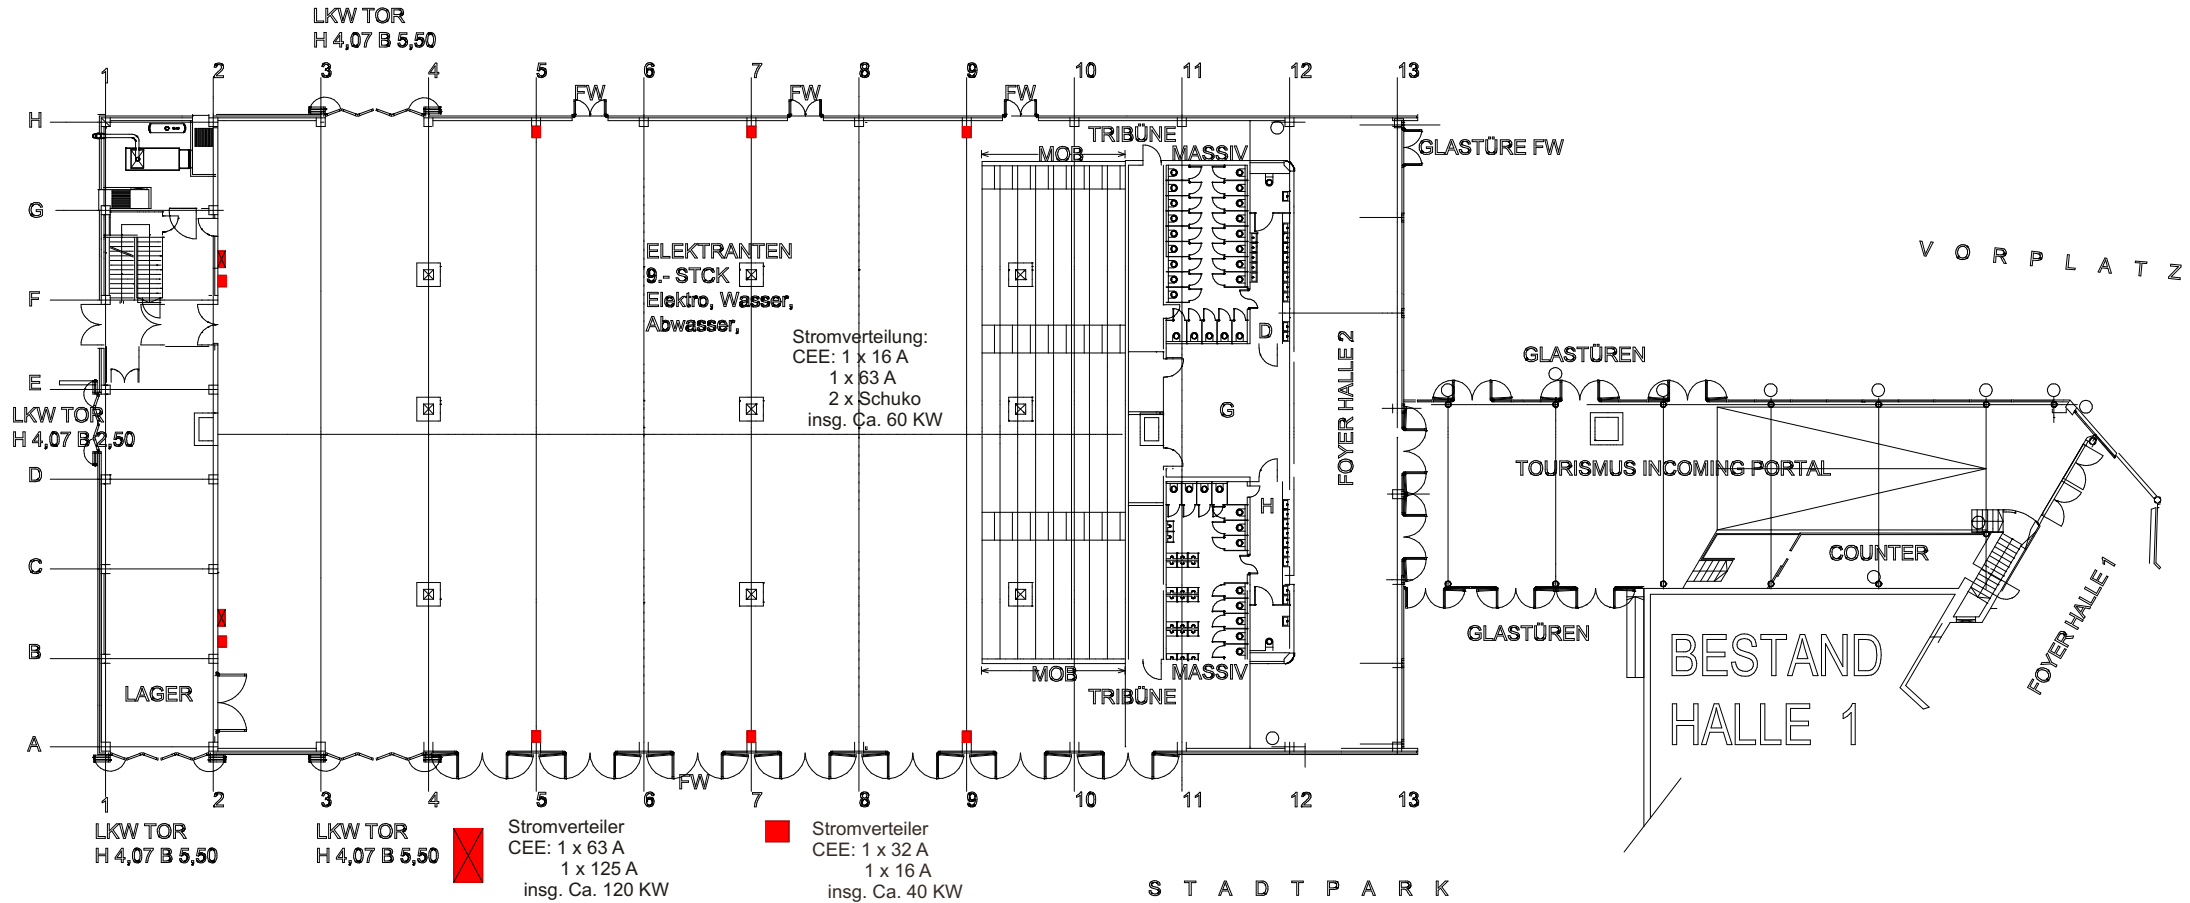 LKW TOR
H 4,07 B 5,50
1 2 3 4 5 6 7 8 9 10 11 12 13
FW FW FW
H
TRIBÜNE
MOB
MASSIV
GLASTÜRE FW
G
ELEKTRANTEN
9.- STCK
Elektro, Wasser,
Abwasser,
VORPLATZ
F
Stromverteilung:
CEE: 1 x 16 A
1 x 63 A
2 x Schuko
insg. Ca. 60 KW
D
FOYER HALLE 2
GLASTÜREN
E
LKW TOR
H 4,07 B 2,50
G
D
TOURISMUS INCOMING PORTAL
H
C
COUNTER
FOYER HALLE 1
B
GLASTÜREN
BESTAND
HALLE 1
LAGER
MOB
MASSIV
TRIBÜNE
A
FW
1 2 3 4 5 6 7 8 9 10 11 12 13
LKW TOR
H 4,07 B 5,50
LKW TOR
H 4,07 B 5,50
Stromverteiler
CEE: 1 x 63 A
1 x 125 A
insg. Ca. 120 KW
Stromverteiler
CEE: 1 x 32 A
1 x 16 A
insg. Ca. 40 KW
STADTPARK